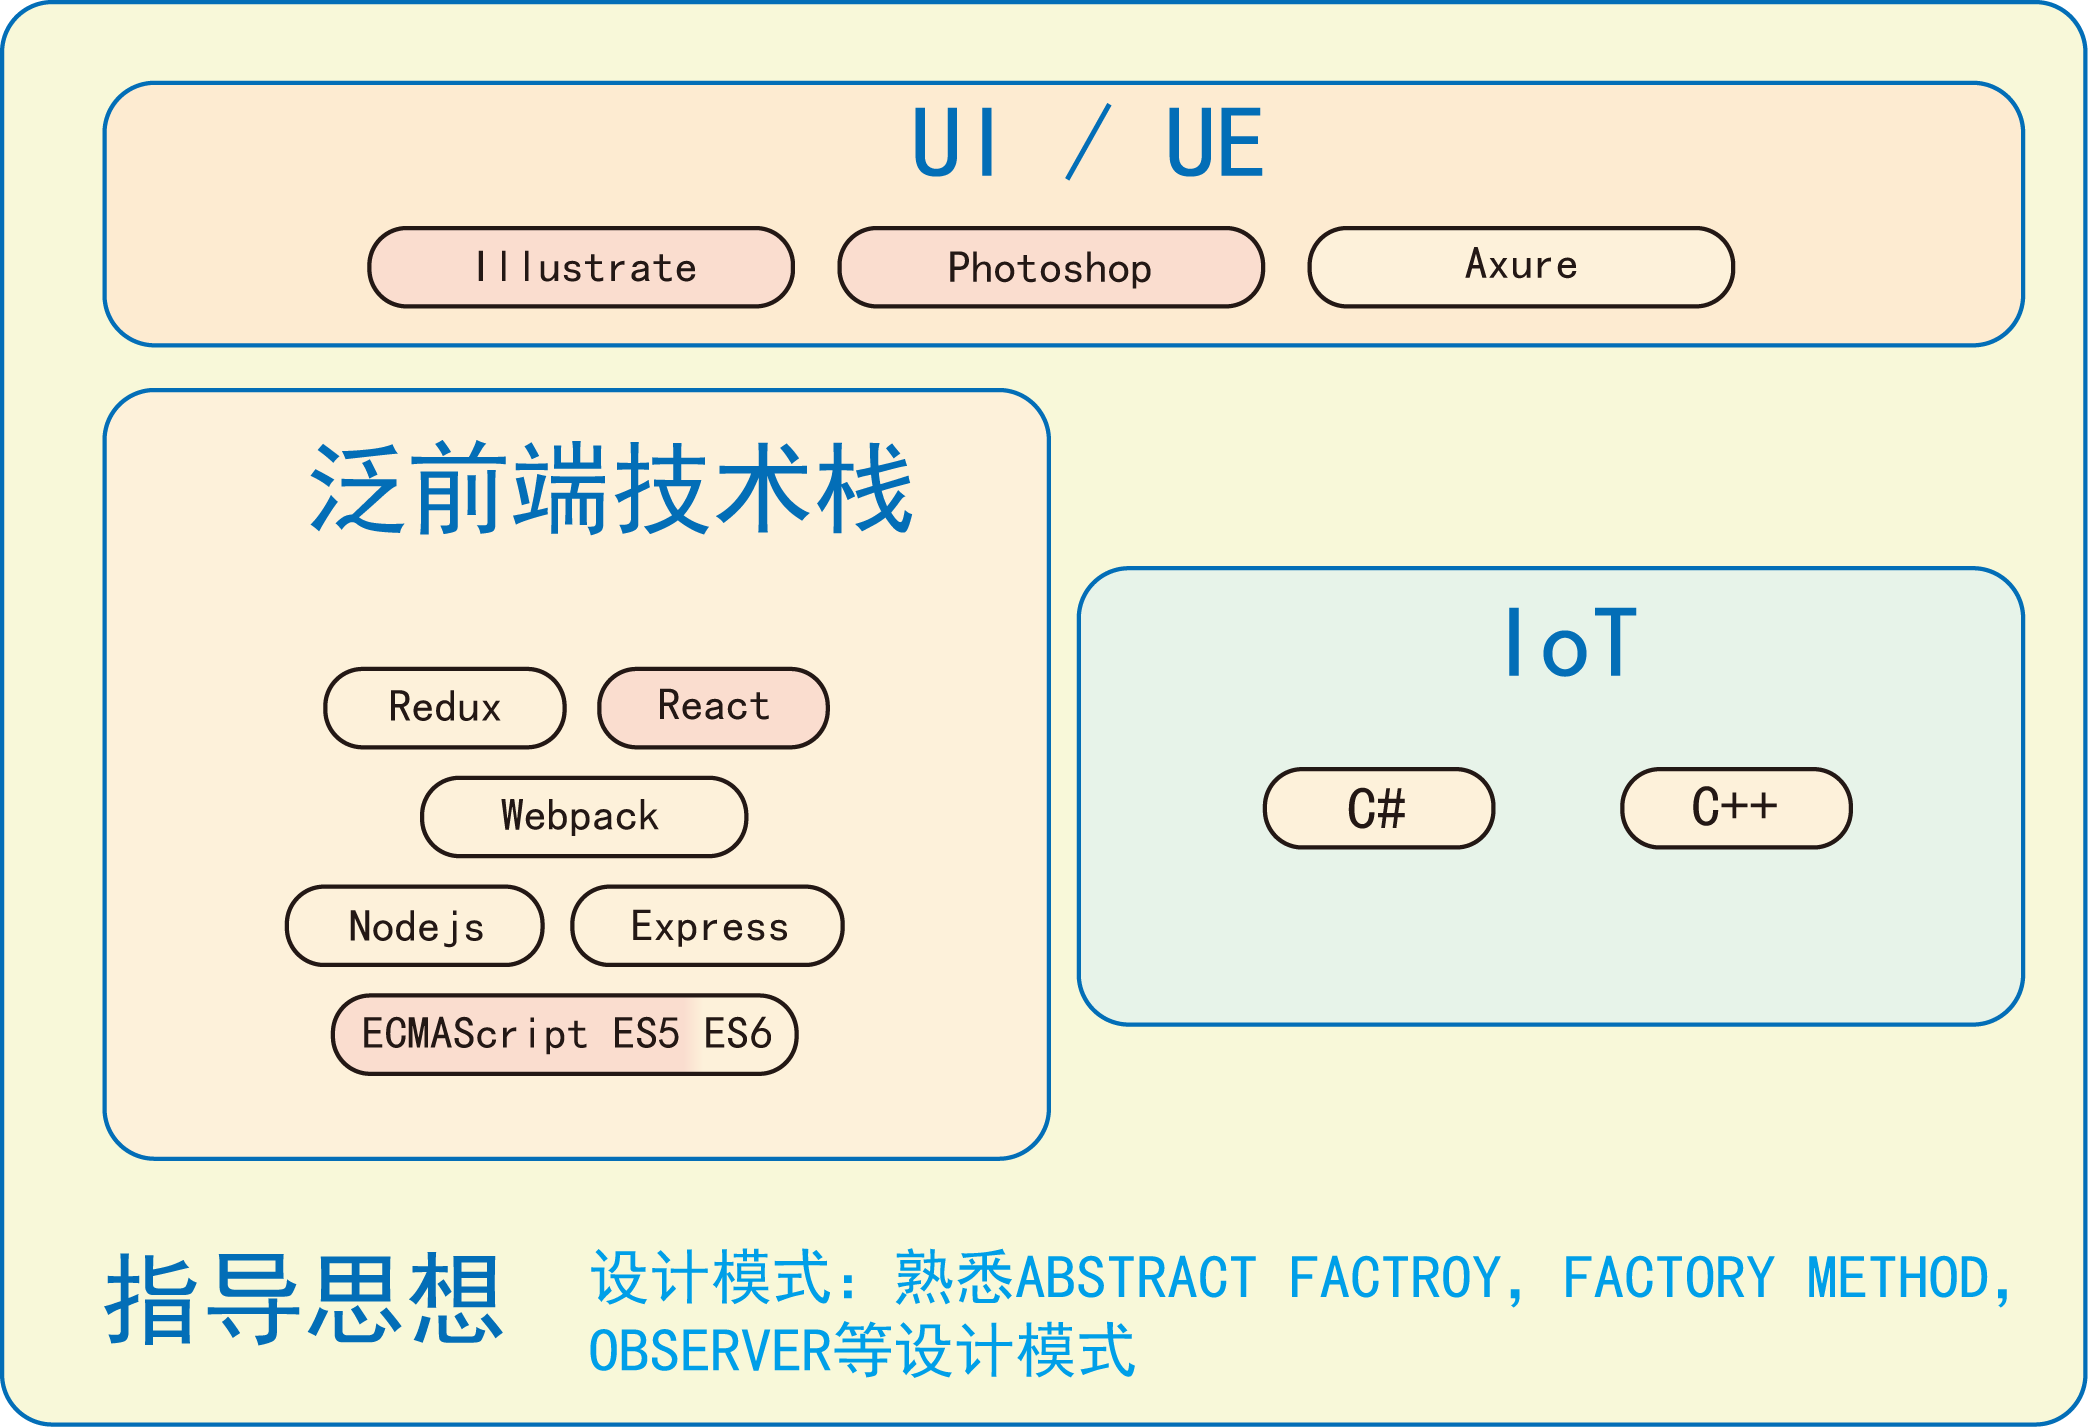 UI / UE
Illustrate
Photoshop
Axure
泛前端技术栈
Redux
React
Webpack
Nodejs
Express
ECMAScript ES5 ES6
IoT
C#
C++
指导思想
设计模式：熟悉ABSTRACT FACTROY, FACTORY METHOD,
OBSERVER等设计模式